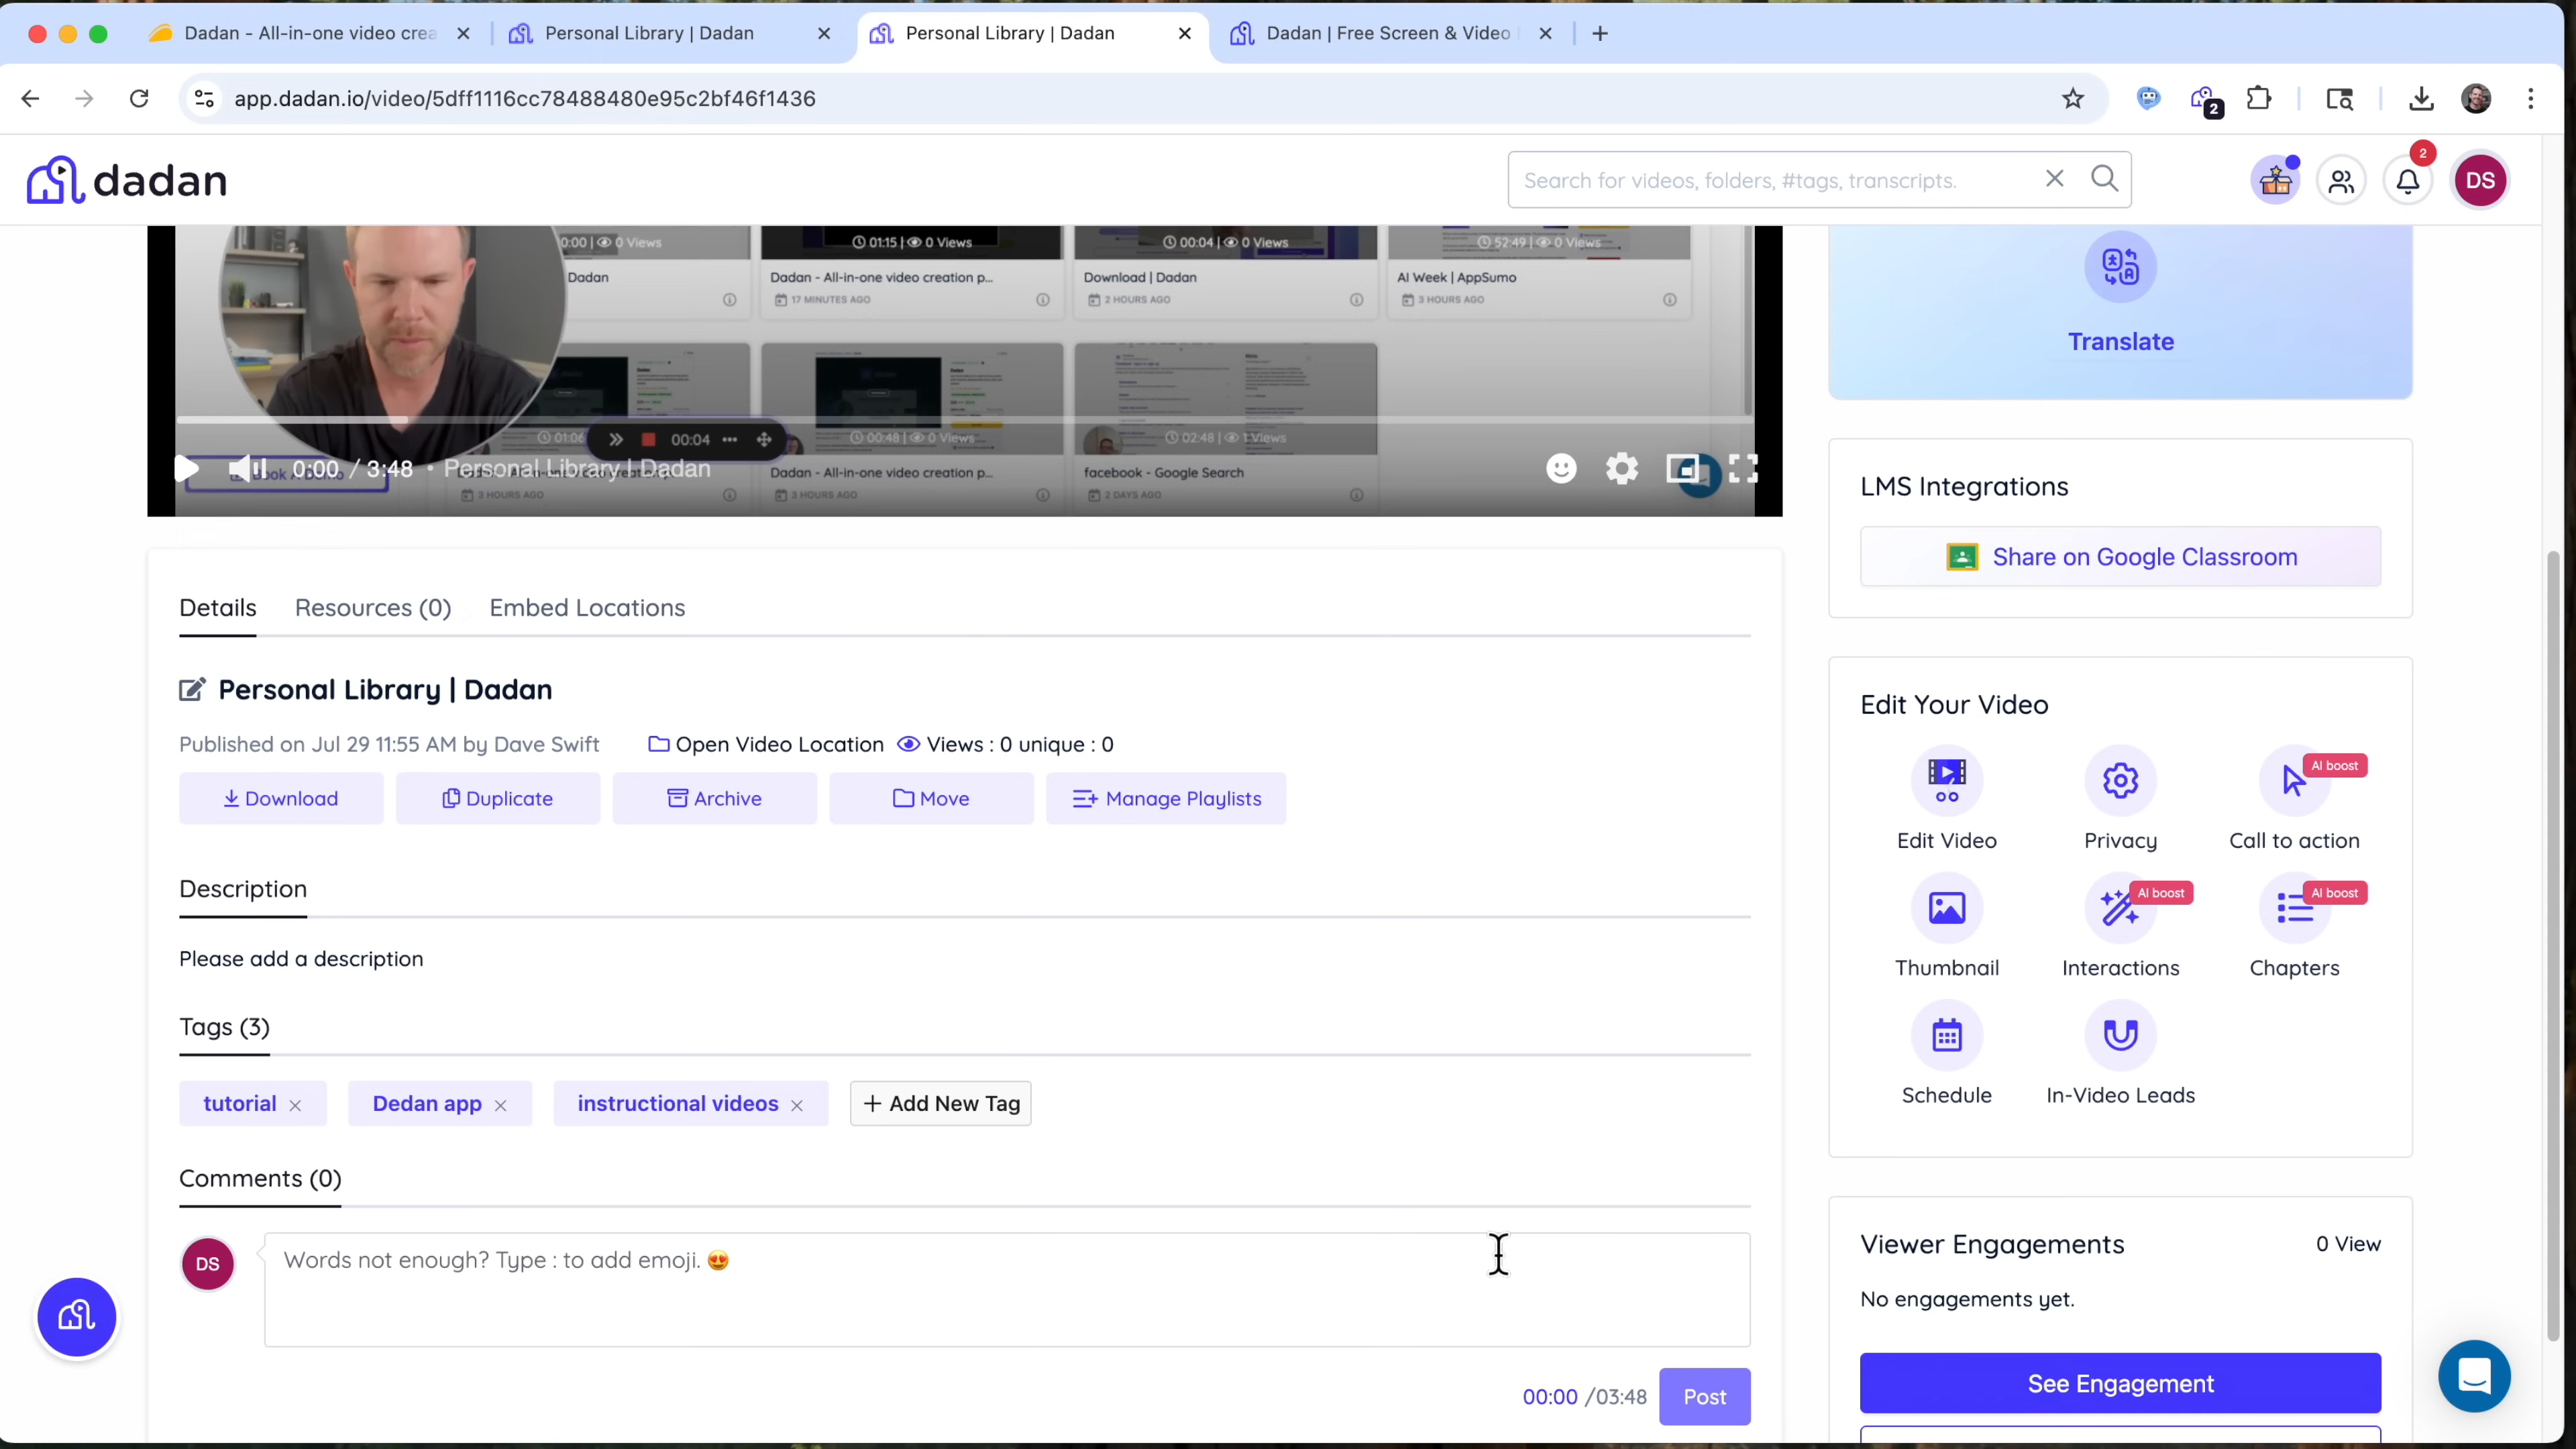 Dadan - All-in-one video crea
Personal Library | Dadan
Personal Library | Dadan
Dadan | Free Screen & Video
app.dadan.io/video/5dff1116cc78488480e95c2bf46f1436
2
dadan
Search for videos, folders, #tags, transcripts.
2
DS
0:00 | 0 Views
01:15 | 0 Views
00:04 | 0 Views
52:49 | 0 Views
Dadan
Dadan - All-in-one video creation p...
Download | Dadan
AI Week | AppSumo
17 MINUTES AGO
2 HOURS AGO
3 HOURS AGO
01:06
00:04
00:48 | 0 Views
02:48 | 1 Views
0:00 / 3:48 • Personal Library | Dadan
Dadan - All-in-one video creation p...
facebook - Google Search
3 HOURS AGO
3 HOURS AGO
2 DAYS AGO
Translate
LMS Integrations
Share on Google Classroom
Details
Resources (0)
Embed Locations
Personal Library | Dadan
Published on Jul 29 11:55 AM by Dave Swift
Open Video Location
Views : 0 unique : 0
Download
Duplicate
Archive
Move
Manage Playlists
Description
Please add a description
Tags (3)
tutorial
Dedan app
instructional videos
+ Add New Tag
Comments (0)
DS
Words not enough? Type : to add emoji. 😍
00:00 /03:48
Post
Edit Your Video
AI boost
Edit Video
Privacy
Call to action
AI boost
AI boost
Thumbnail
Interactions
Chapters
Schedule
In-Video Leads
Viewer Engagements
0 View
No engagements yet.
See Engagement